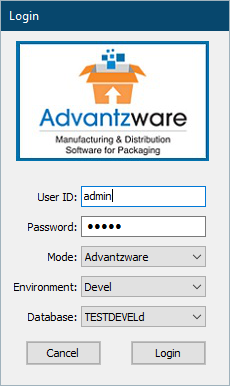 Login
Advantzware
Manufacturing & Distribution
Software for Packaging
User ID: admin
Password: •••••
Mode: Advantzware
Environment: Devel
Database: TESTDEVELd
Cancel Login